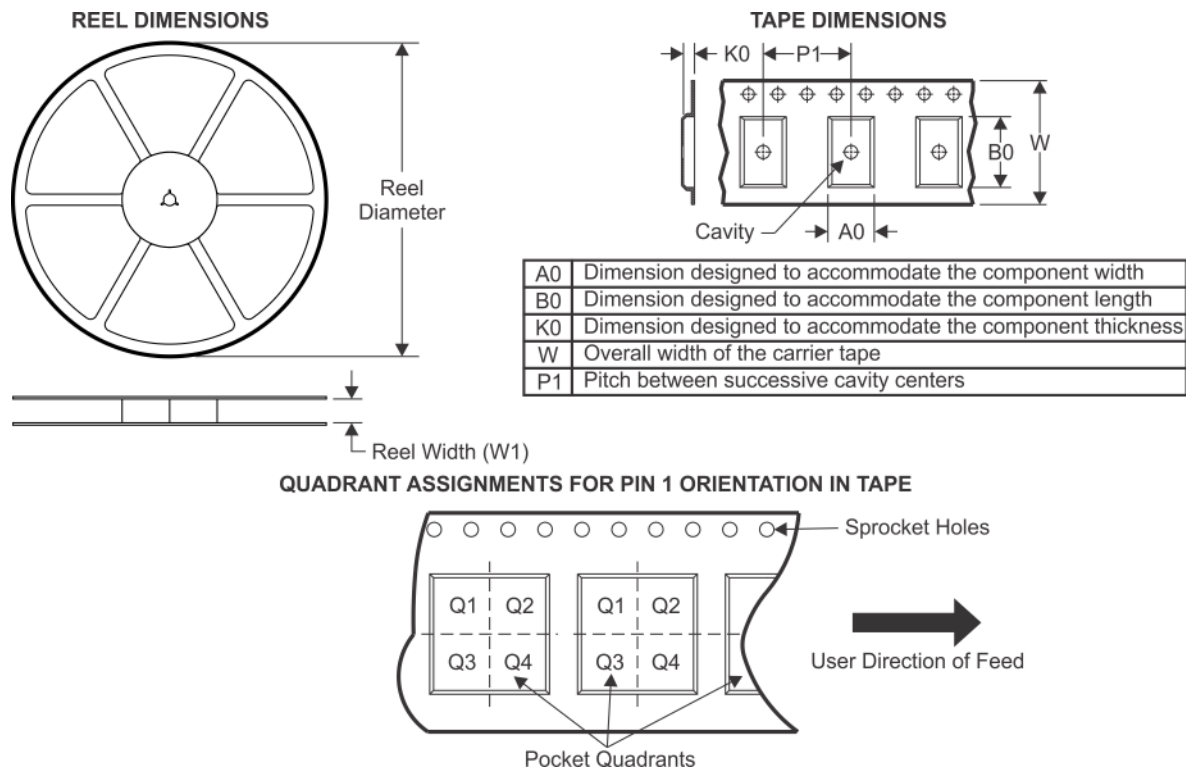 REEL DIMENSIONS
TAPE DIMENSIONS
K0
P1
Reel
Diameter
B0
W
Cavity
A0
A0 Dimension designed to accommodate the component width
B0 Dimension designed to accommodate the component length
K0 Dimension designed to accommodate the component thickness
W Overall width of the carrier tape
P1 Pitch between successive cavity centers
Reel Width (W1)
QUADRANT ASSIGNMENTS FOR PIN 1 ORIENTATION IN TAPE
Sprocket Holes
Q1 Q2 Q1 Q2
Q3 Q4 Q3 Q4
User Direction of Feed
Pocket Quadrants